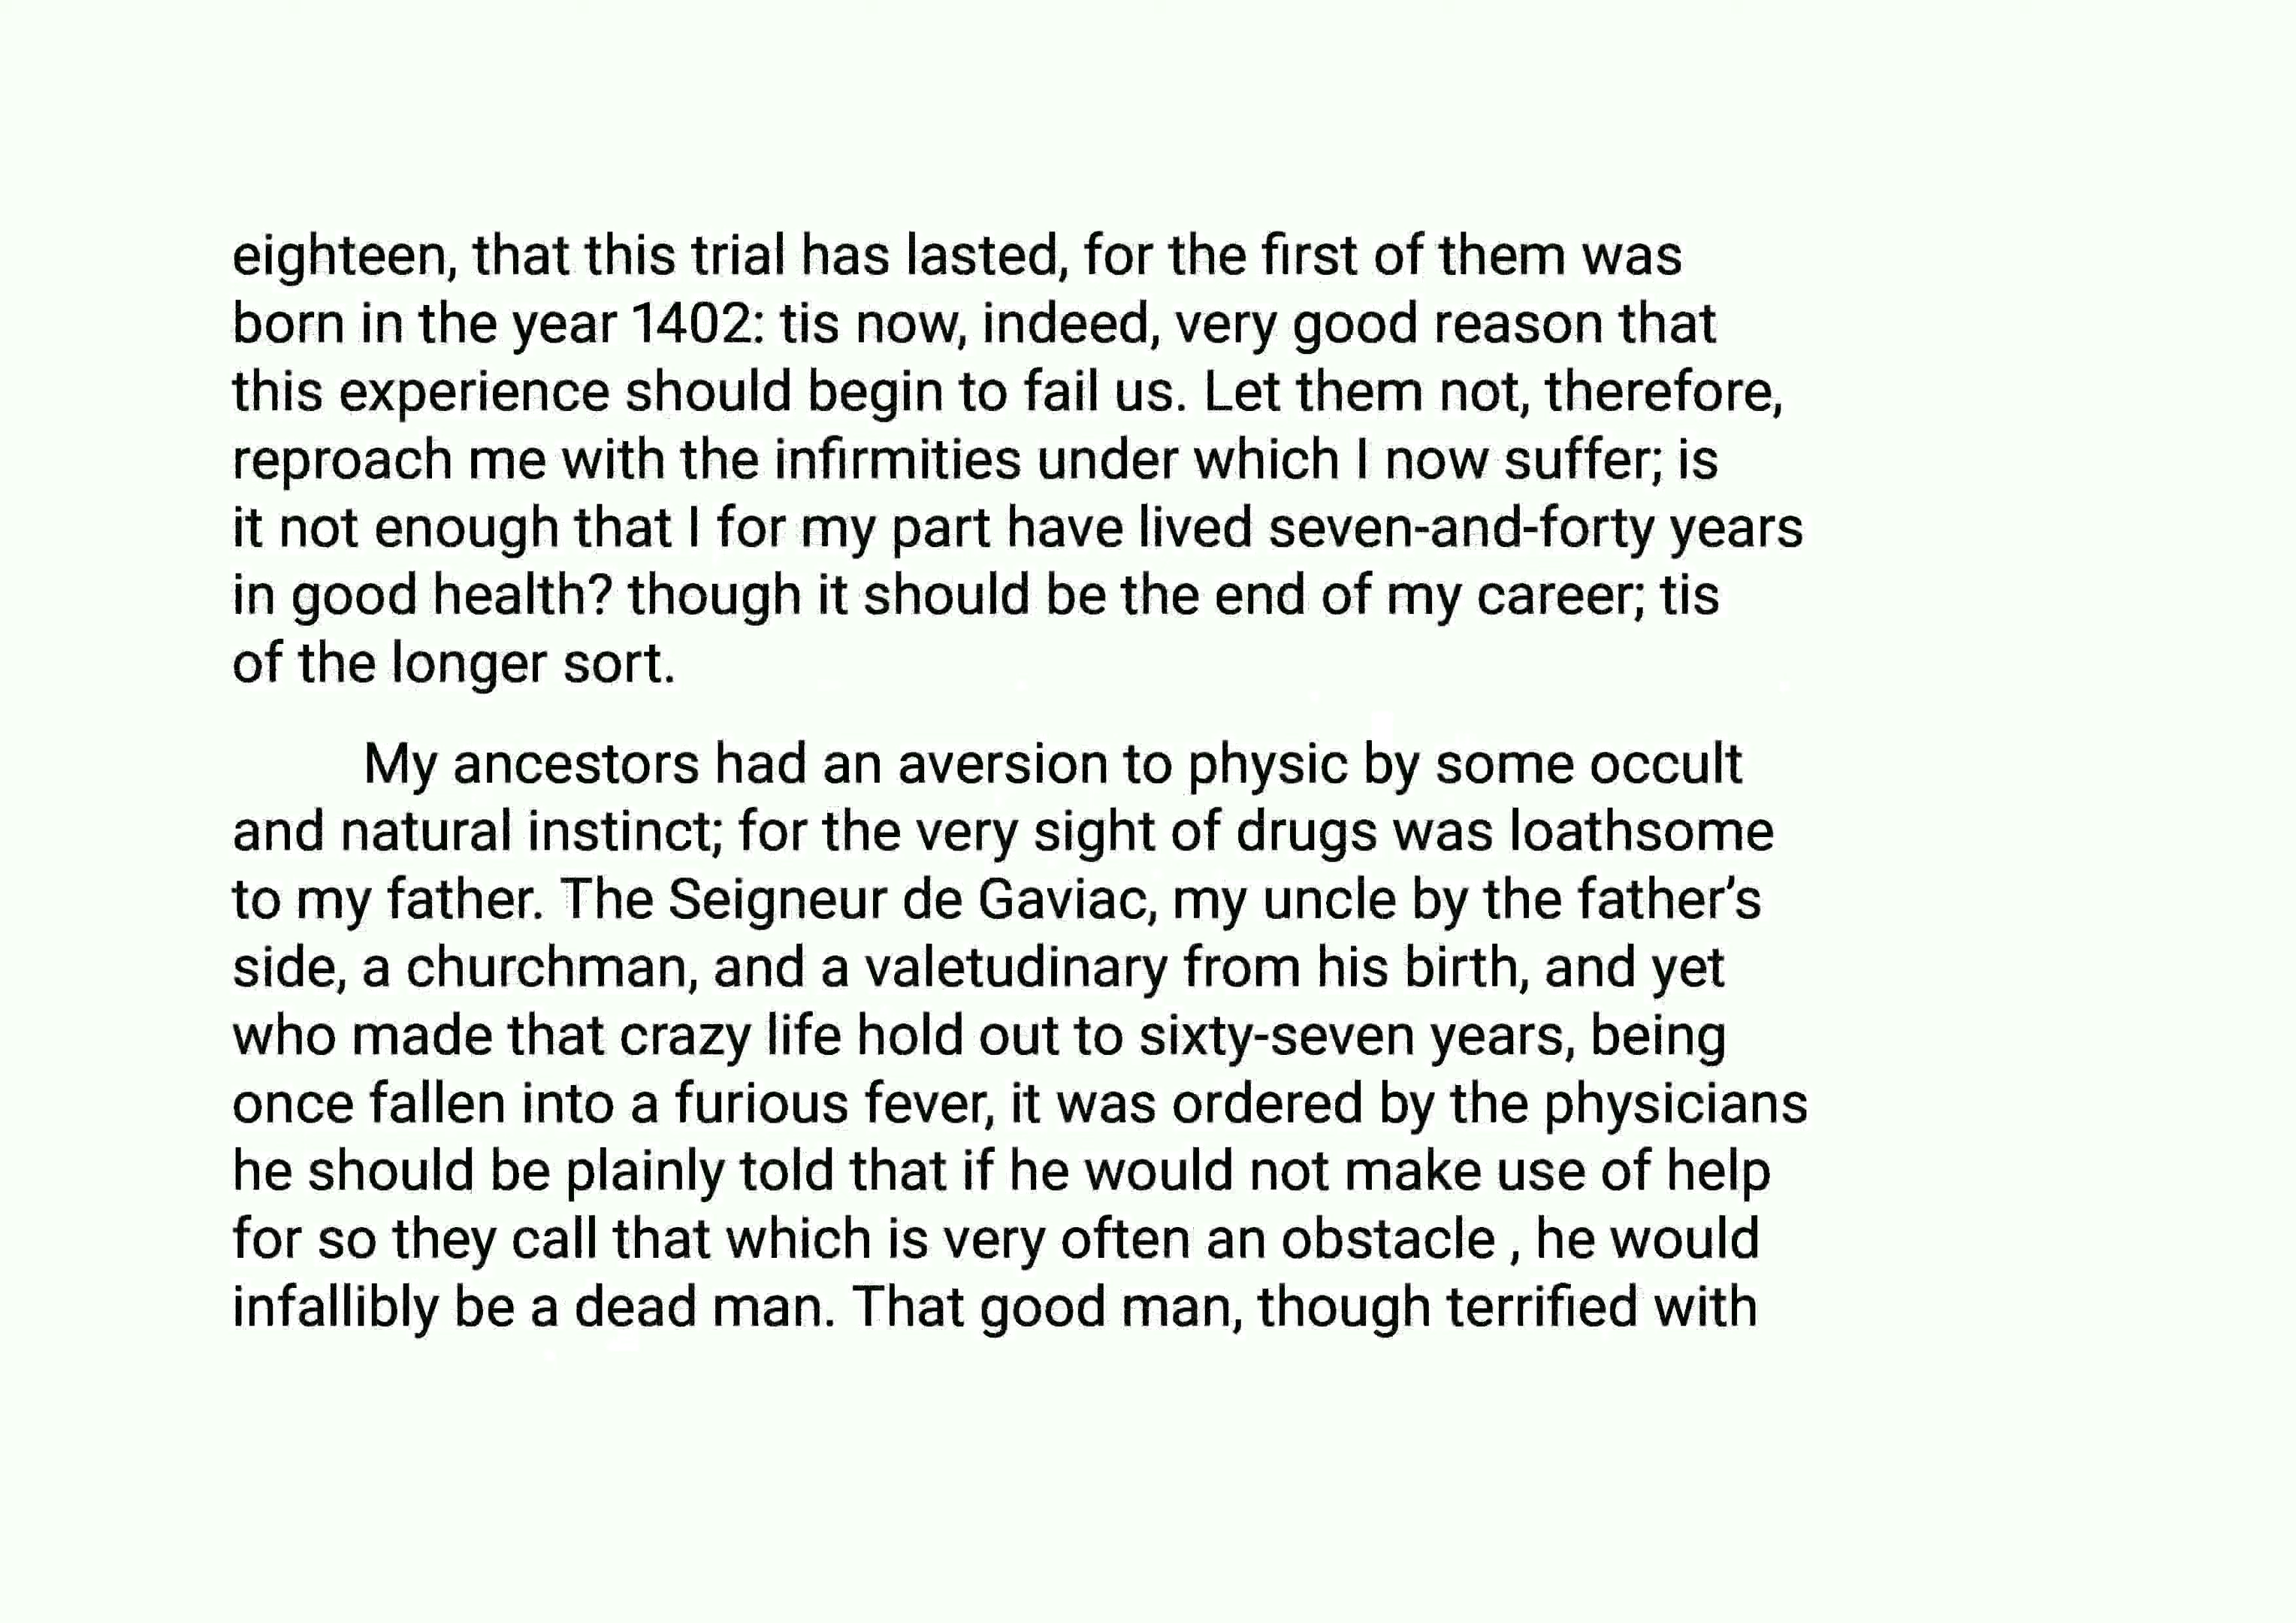 eighteen, that this trial has lasted, for the first of them was
born in the year 1402: tis now, indeed, very good reason that
this experience should begin to fail us. Let them not, therefore,
reproach me with the infirmities under which I now suffer; is
it not enough that I for my part have lived seven-and-forty years
in good health? though it should be the end of my career; tis
of the longer sort.
My ancestors had an aversion to physic by some occult
and natural instinct; for the very sight of drugs was loathsome
to my father. The Seigneur de Gaviac, my uncle by the father’s
side, a churchman, and a valetudinary from his birth, and yet
who made that crazy life hold out to sixty-seven years, being
once fallen into a furious fever, it was ordered by the physicians
he should be plainly told that if he would not make use of help
for so they call that which is very often an obstacle , he would
infallibly be a dead man. That good man, though terrified with